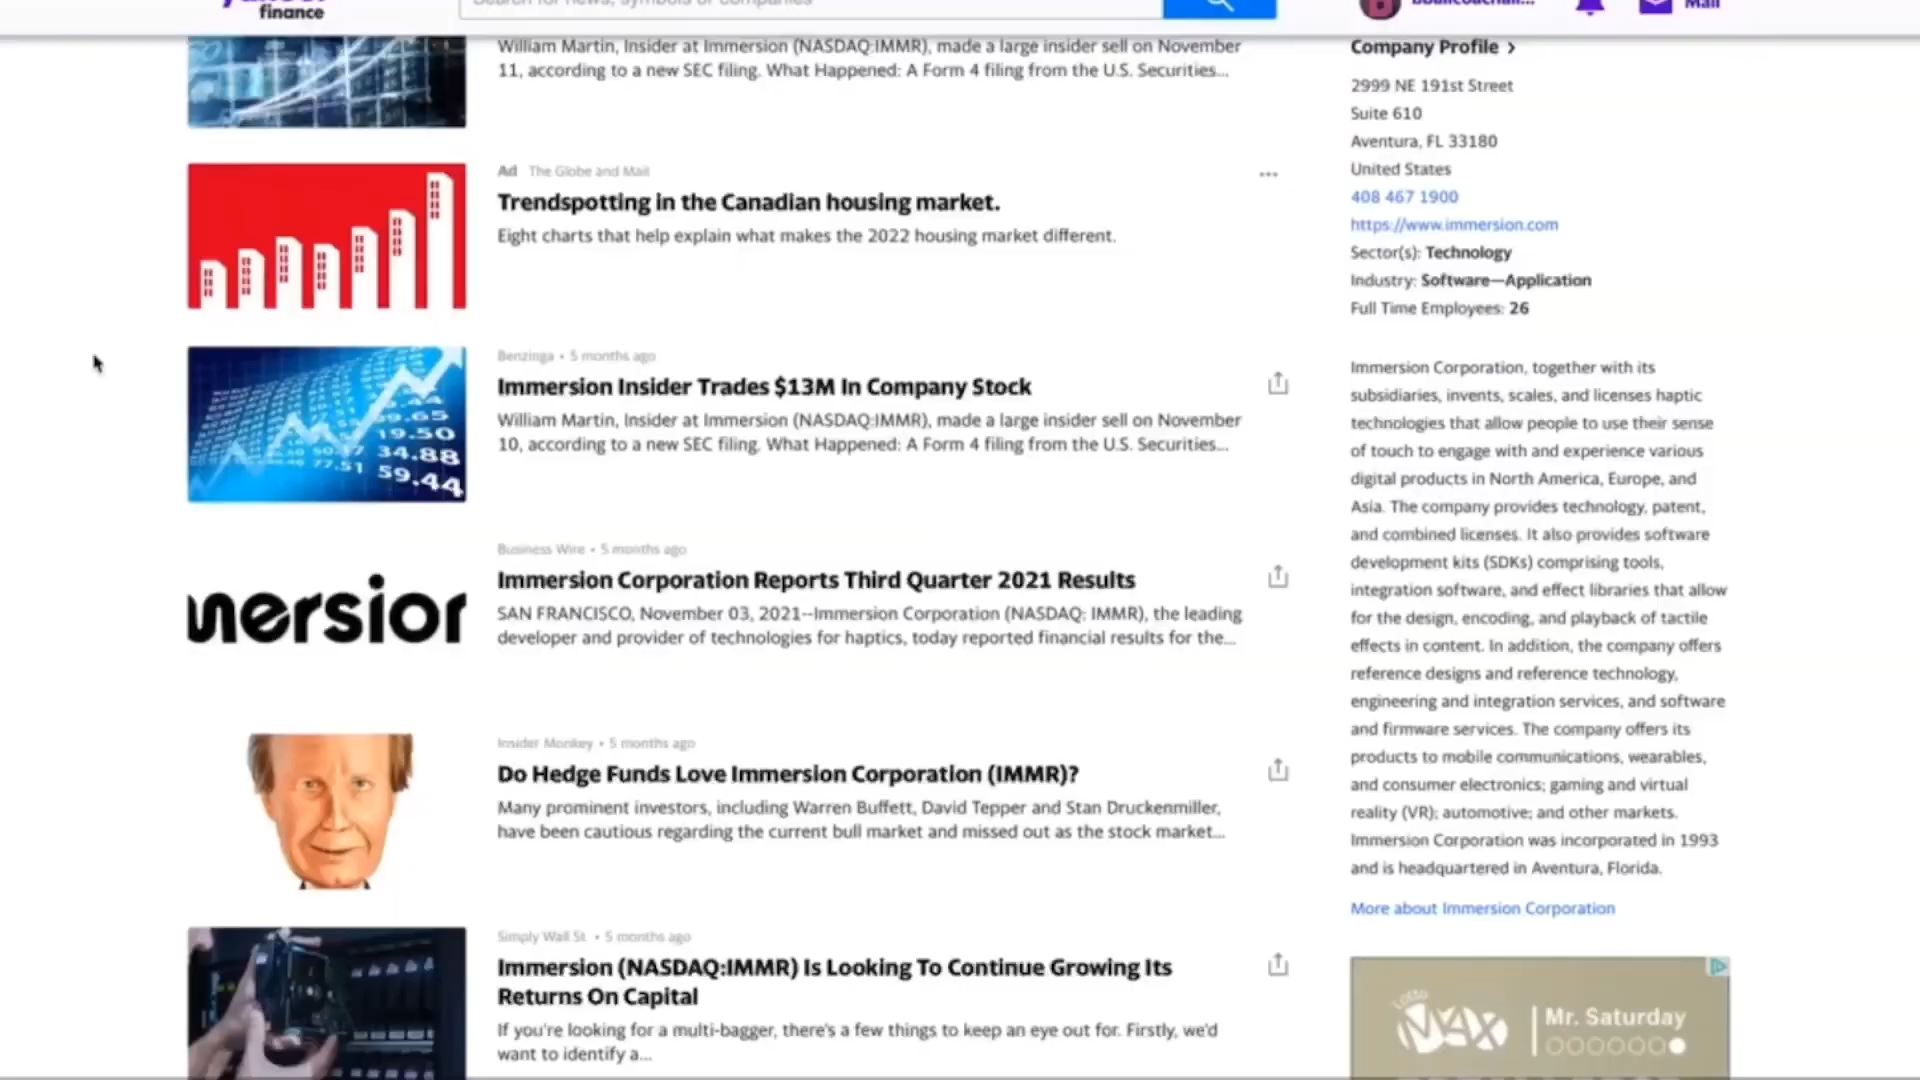 finance
Mail
William Martin, Insider at Immersion (NASDAQ:IMMR), made a large insider sell on November
11, according to a new SEC filing. What Happened: A Form 4 filing from the U.S. Securities...
Ad The Globe and Mail
Trendspotting in the Canadian housing market.
Eight charts that help explain what makes the 2022 housing market different.
Benzinga • 5 months ago
Immersion Insider Trades $13M In Company Stock
William Martin, Insider at Immersion (NASDAQ:IMMR), made a large insider sell on November
10, according to a new SEC filing. What Happened: A Form 4 filing from the U.S. Securities...
19.50
34.88
77.51
59.44
Business Wire • 5 months ago
Immersion Corporation Reports Third Quarter 2021 Results
SAN FRANCISCO, November 03, 2021--Immersion Corporation (NASDAQ: IMMR), the leading
developer and provider of technologies for haptics, today reported financial results for the...
mersion
Insider Monkey • 5 months ago
Do Hedge Funds Love Immersion Corporation (IMMR)?
Many prominent investors, including Warren Buffett, David Tepper and Stan Druckenmiller,
have been cautious regarding the current bull market and missed out as the stock market...
Simply Wall St. • 5 months ago
Immersion (NASDAQ:IMMR) Is Looking To Continue Growing Its
Returns On Capital
If you're looking for a multi-bagger, there's a few things to keep an eye out for. Firstly, we'd
want to identify a...
Company Profile >
2999 NE 191st Street
Suite 610
Aventura, FL 33180
United States
408 467 1900
https://www.immersion.com
Sector(s): Technology
Industry: Software—Application
Full Time Employees: 26
Immersion Corporation, together with its
subsidiaries, invents, scales, and licenses haptic
technologies that allow people to use their sense
of touch to engage with and experience various
digital products in North America, Europe, and
Asia. The company provides technology, patent,
and combined licenses. It also provides software
development kits (SDKs) comprising tools,
integration software, and effect libraries that allow
for the design, encoding, and playback of tactile
effects in content. In addition, the company offers
reference designs and reference technology,
engineering and integration services, and software
and firmware services. The company offers its
products to mobile communications, wearables,
and consumer electronics; gaming and virtual
reality (VR); automotive; and other markets.
Immersion Corporation was incorporated in 1993
and is headquartered in Aventura, Florida.
More about Immersion Corporation
Lotto
MAX
Mr. Saturday